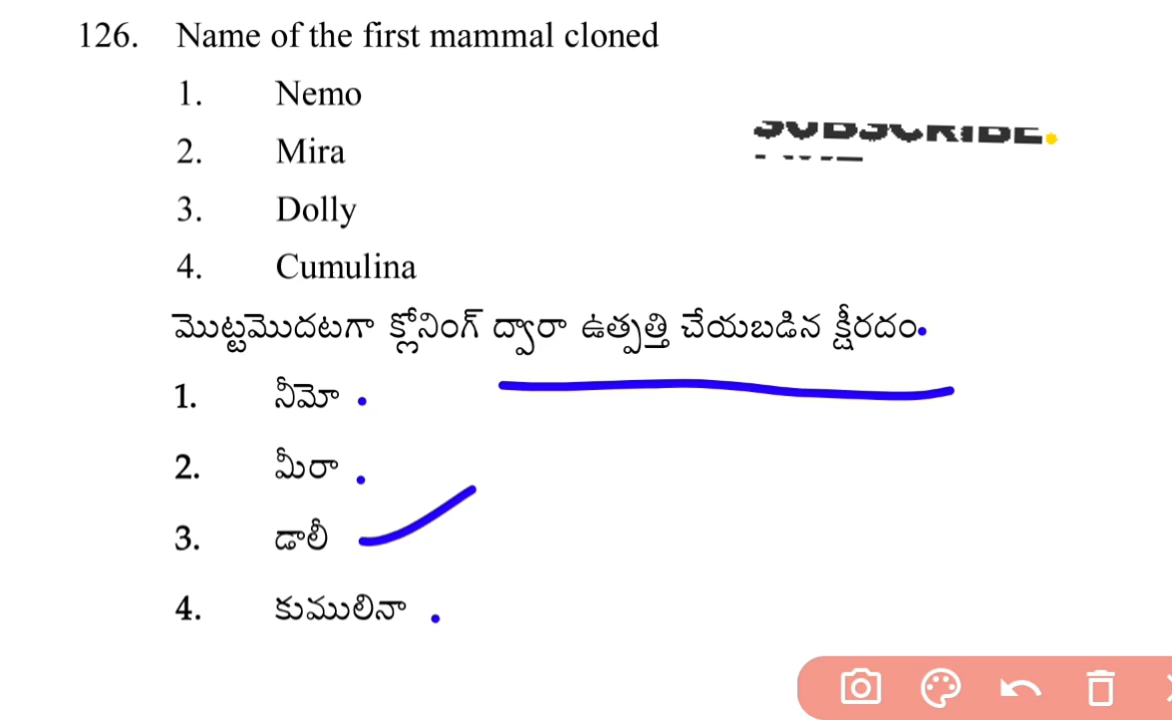 126. Name of the first mammal cloned
1. Nemo
2. Mira
3. Dolly
4. Cumulina
SUBSCRIBE
మొట్టమొదటగా క్లోనింగ్ ద్వారా ఉత్పత్తి చేయబడిన క్షీరదం
1. నీమో
2. మీరా
3. డాలీ
4. కుములినా